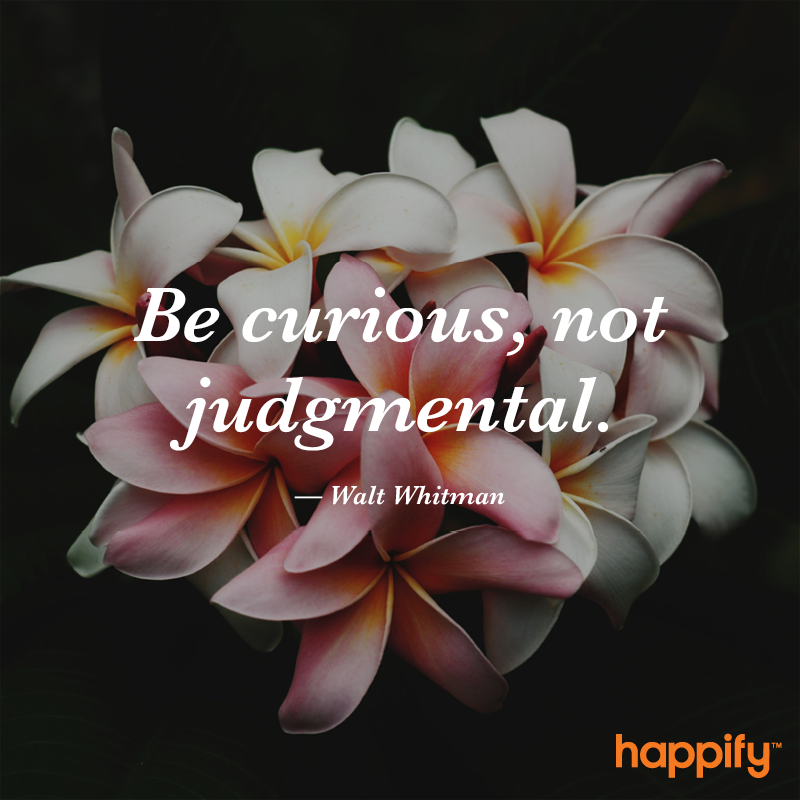 Be curious, not
judgmental.
— Walt Whitman
happify™